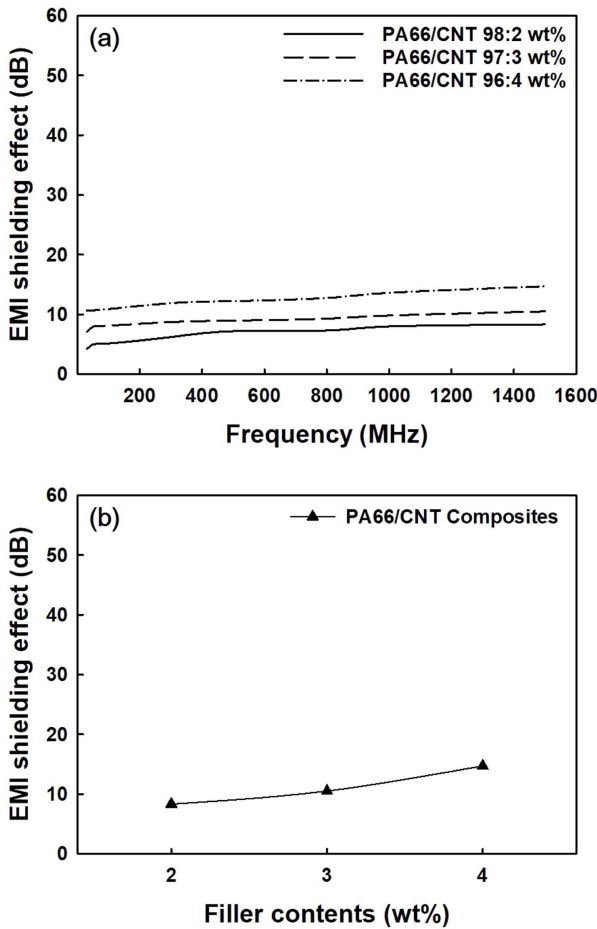 (a)
PA66/CNT 98:2 wt%
PA66/CNT 97:3 wt%
PA66/CNT 96:4 wt%
EMI shielding effect (dB)
60
50
40
30
20
10
0
200 400 600 800 1000 1200 1400 1600
Frequency (MHz)
(b)
PA66/CNT Composites
EMI shielding effect (dB)
60
50
40
30
20
10
0
2 3 4
Filler contents (wt%)